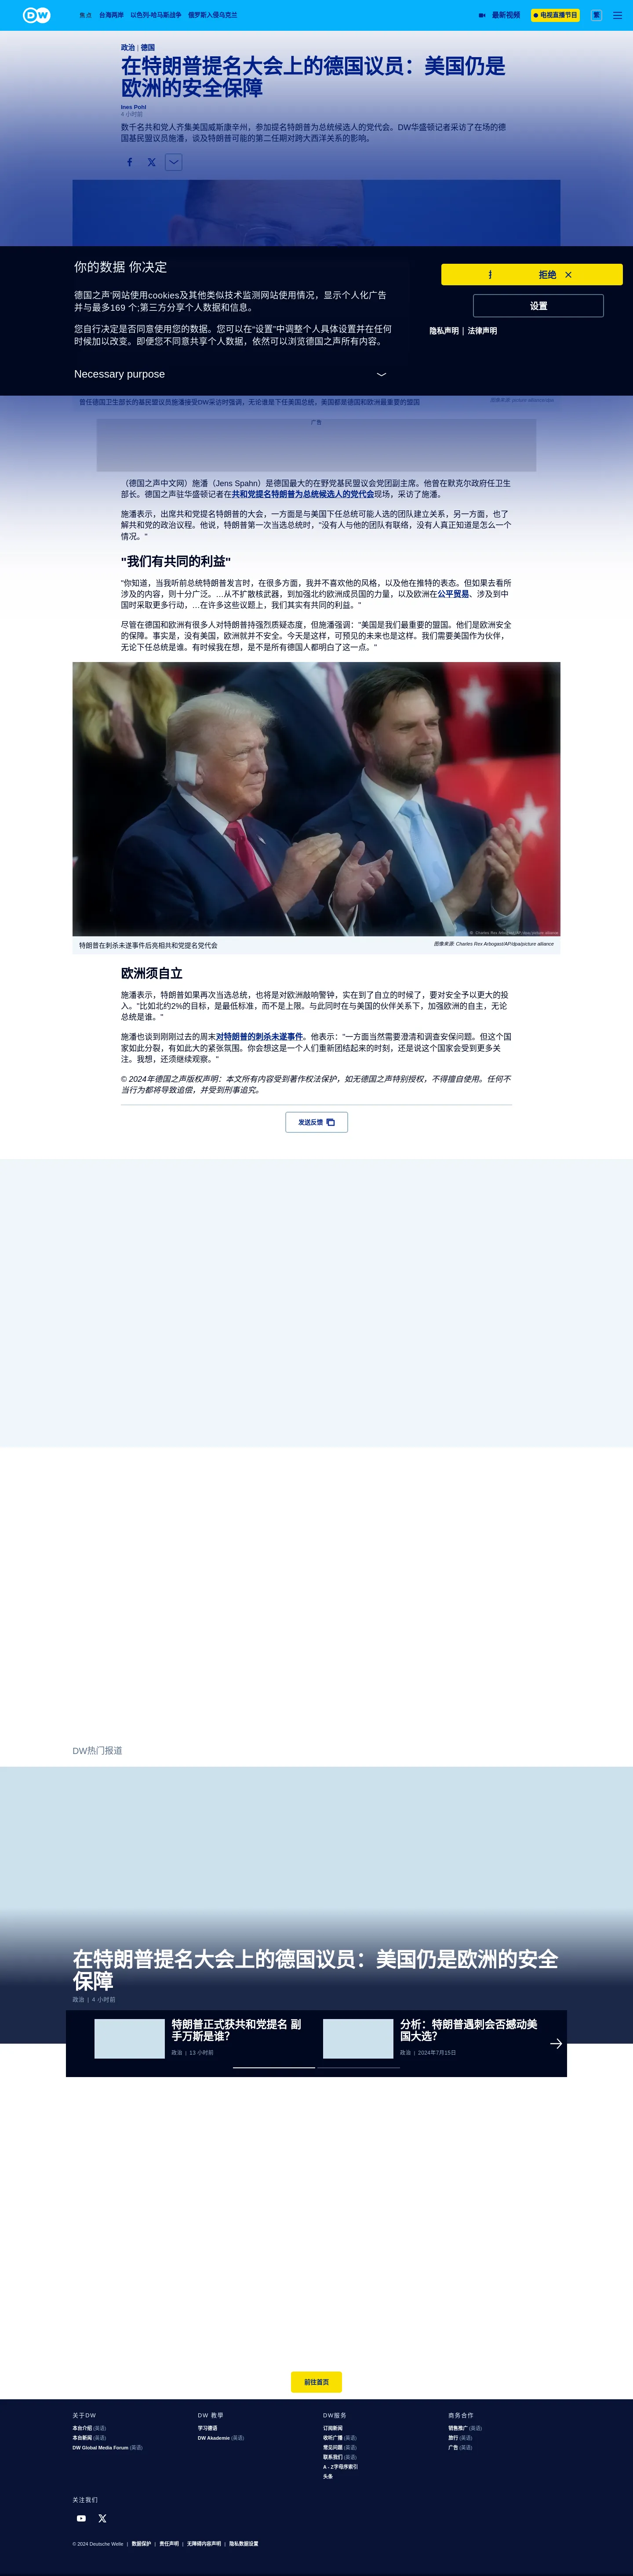 DW
焦点 台海两岸 以色列-哈马斯战争 俄罗斯入侵乌克兰 最新视频 电视直播节目 繁
政治 | 德国
在特朗普提名大会上的德国议员：美国仍是
欧洲的安全保障
Ines Pohl
4 小时前
数千名共和党人齐集美国威斯康辛州，参加提名特朗普为总统候选人的党代会。DW华盛顿记者采访了在场的德
国基民盟议员施潘，谈及特朗普可能的第二任期对跨大西洋关系的影响。
你的数据 你决定
德国之声'网站使用cookies及其他类似技术监测网站使用情况，显示个人化广告
并与最多169 个;第三方分享个人数据和信息。
您自行决定是否同意使用您的数据。您可以在"设置"中调整个人具体设置并在任何
时候加以改变。即便您不同意共享个人数据，依然可以浏览德国之声所有内容。
Necessary purpose
拒绝
设置
隐私声明 | 法律声明
曾任德国卫生部长的基民盟议员施潘接受DW采访时强调，无论谁是下任美国总统，美国都是德国和欧洲最重要的盟国
图像来源 picture alliance/dpa
广告
（德国之声中文网）施潘（Jens Spahn）是德国最大的在野党基民盟议会党团副主席。他曾在默克尔政府任卫生
部长。德国之声驻华盛顿记者在共和党提名特朗普为总统候选人的党代会现场，采访了施潘。
施潘表示，出席共和党提名特朗普的大会，一方面是与美国下任总统可能人选的团队建立关系，另一方面，也了
解共和党的政治议程。他说，特朗普第一次当选总统时，"没有人与他的团队有联络，没有人真正知道是怎么一个
情况。"
"我们有共同的利益"
"你知道，当我听前总统特朗普发言时，在很多方面，我并不喜欢他的风格，以及他在推特的表态。但如果去看所
涉及的内容，则十分广泛。…从不扩散核武器，到加强北约欧洲成员国的力量，以及欧洲在公平贸易、涉及到中
国时采取更多行动，…在许多这些议题上，我们其实有共同的利益。"
尽管在德国和欧洲有很多人对特朗普持强烈质疑态度，但施潘强调："美国是我们最重要的盟国。他们是欧洲安全
的保障。事实是，没有美国，欧洲就并不安全。今天是这样，可预见的未来也是这样。我们需要美国作为伙伴，
无论下任总统是谁。有时候我在想，是不是所有德国人都明白了这一点。"
© Charles Rex Arbogast/AP/dpa/picture alliance
特朗普在刺杀未遂事件后亮相共和党提名党代会
图像来源 Charles Rex Arbogast/AP/dpa/picture alliance
欧洲须自立
施潘表示，特朗普如果再次当选总统，也将是对欧洲敲响警钟，实在到了自立的时候了，要对安全予以更大的投
入。"比如北约2%的目标，是最低标准，而不是上限。与此同时在与美国的伙伴关系下，加强欧洲的自主，无论
总统是谁。"
施潘也谈到刚刚过去的周末对特朗普的刺杀未遂事件。他表示："一方面当然需要澄清和调查安保问题。但这个国
家如此分裂，有如此大的紧张氛围。你会想这是一个人们重新团结起来的时刻，还是说这个国家会受到更多关
注。我想，还须继续观察。"
© 2024年德国之声版权声明：本文所有内容受到著作权法保护，如无德国之声特别授权，不得擅自使用。任何不
当行为都将导致追偿，并受到刑事追究。
发送反馈
DW热门报道
在特朗普提名大会上的德国议员：美国仍是欧洲的安全
保障
政治 | 4 小时前
特朗普正式获共和党提名 副
手万斯是谁？
政治 | 13 小时前
分析：特朗普遇刺会否撼动美
国大选？
政治 | 2024年7月15日
前往首页
关于DW
本台介绍 (英语)
本台新闻 (英语)
DW Global Media Forum (英语)
DW 教学
学习德语
DW Akademie (英语)
DW服务
订阅新闻
收听广播 (英语)
常见问题 (英语)
联系我们 (英语)
A - Z字母序索引
头条
商务合作
销售推广 (英语)
旅行 (英语)
广告 (英语)
关注我们
© 2024 Deutsche Welle | 数据保护 | 责任声明 | 无障碍内容声明 | 隐私数据设置